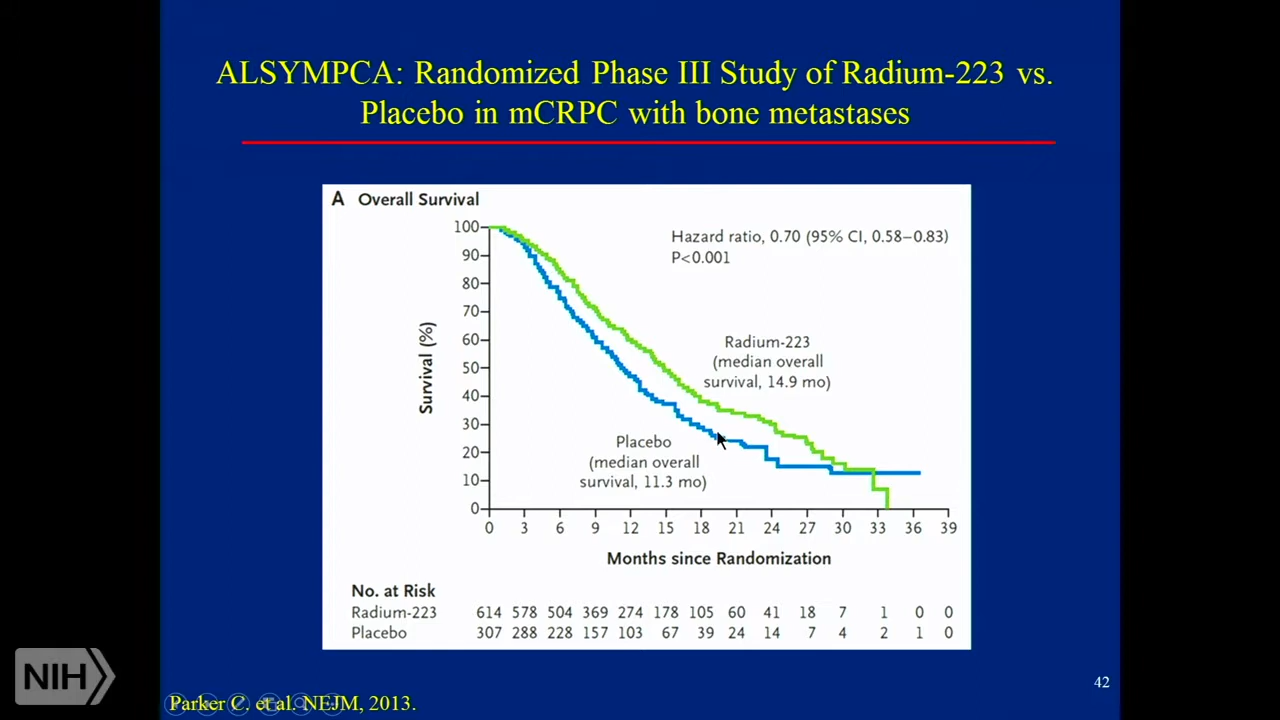 ALSYMPCA: Randomized Phase III Study of Radium-223 vs.
Placebo in mCRPC with bone metastases
A Overall Survival
Hazard ratio, 0.70 (95% CI, 0.58–0.83)
P<0.001
Survival (%)
100
90
80
70
60
50
40
30
20
10
0
Radium-223
(median overall
survival, 14.9 mo)
Placebo
(median overall
survival, 11.3 mo)
0 3 6 9 12 15 18 21 24 27 30 33 36 39
Months since Randomization
No. at Risk
Radium-223 614 578 504 369 274 178 105 60 41 18 7 1 0 0
Placebo 307 288 228 157 103 67 39 24 14 7 4 2 1 0
NIH
42
Parker C. et al. NEJM, 2013.